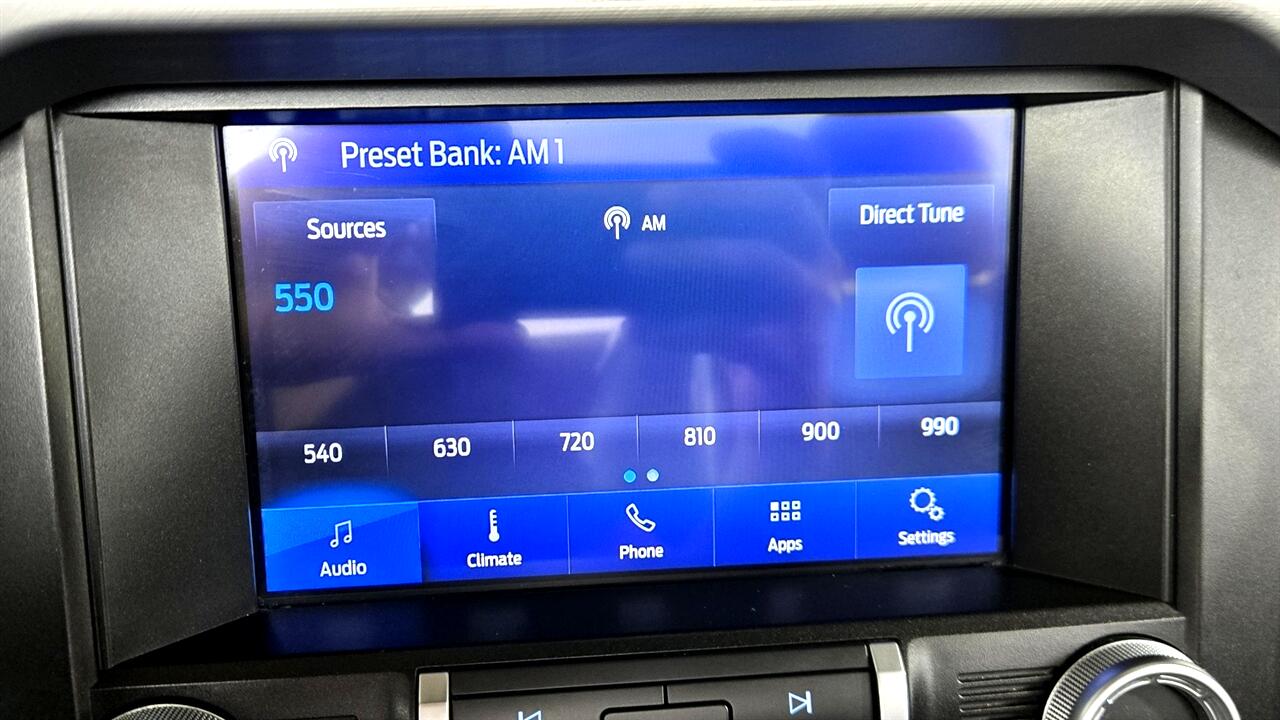 Preset Bank: AM 1
Sources
AM
Direct Tune
550
540 630 720 810 900 990
Audio Climate Phone Apps Settings